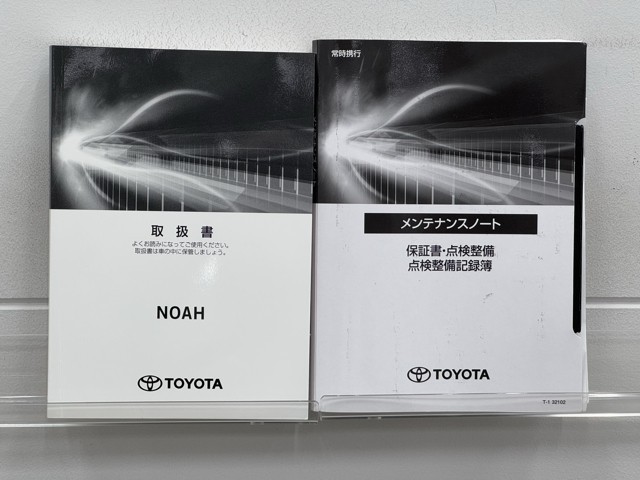 取扱書
よくお読みになってご使用ください。
取扱書は車の中に保管しましょう。
NOAH
TOYOTA
常時携行
メンテナンスノート
保証書・点検整備
点検整備記録簿
TOYOTA
T-1 32102